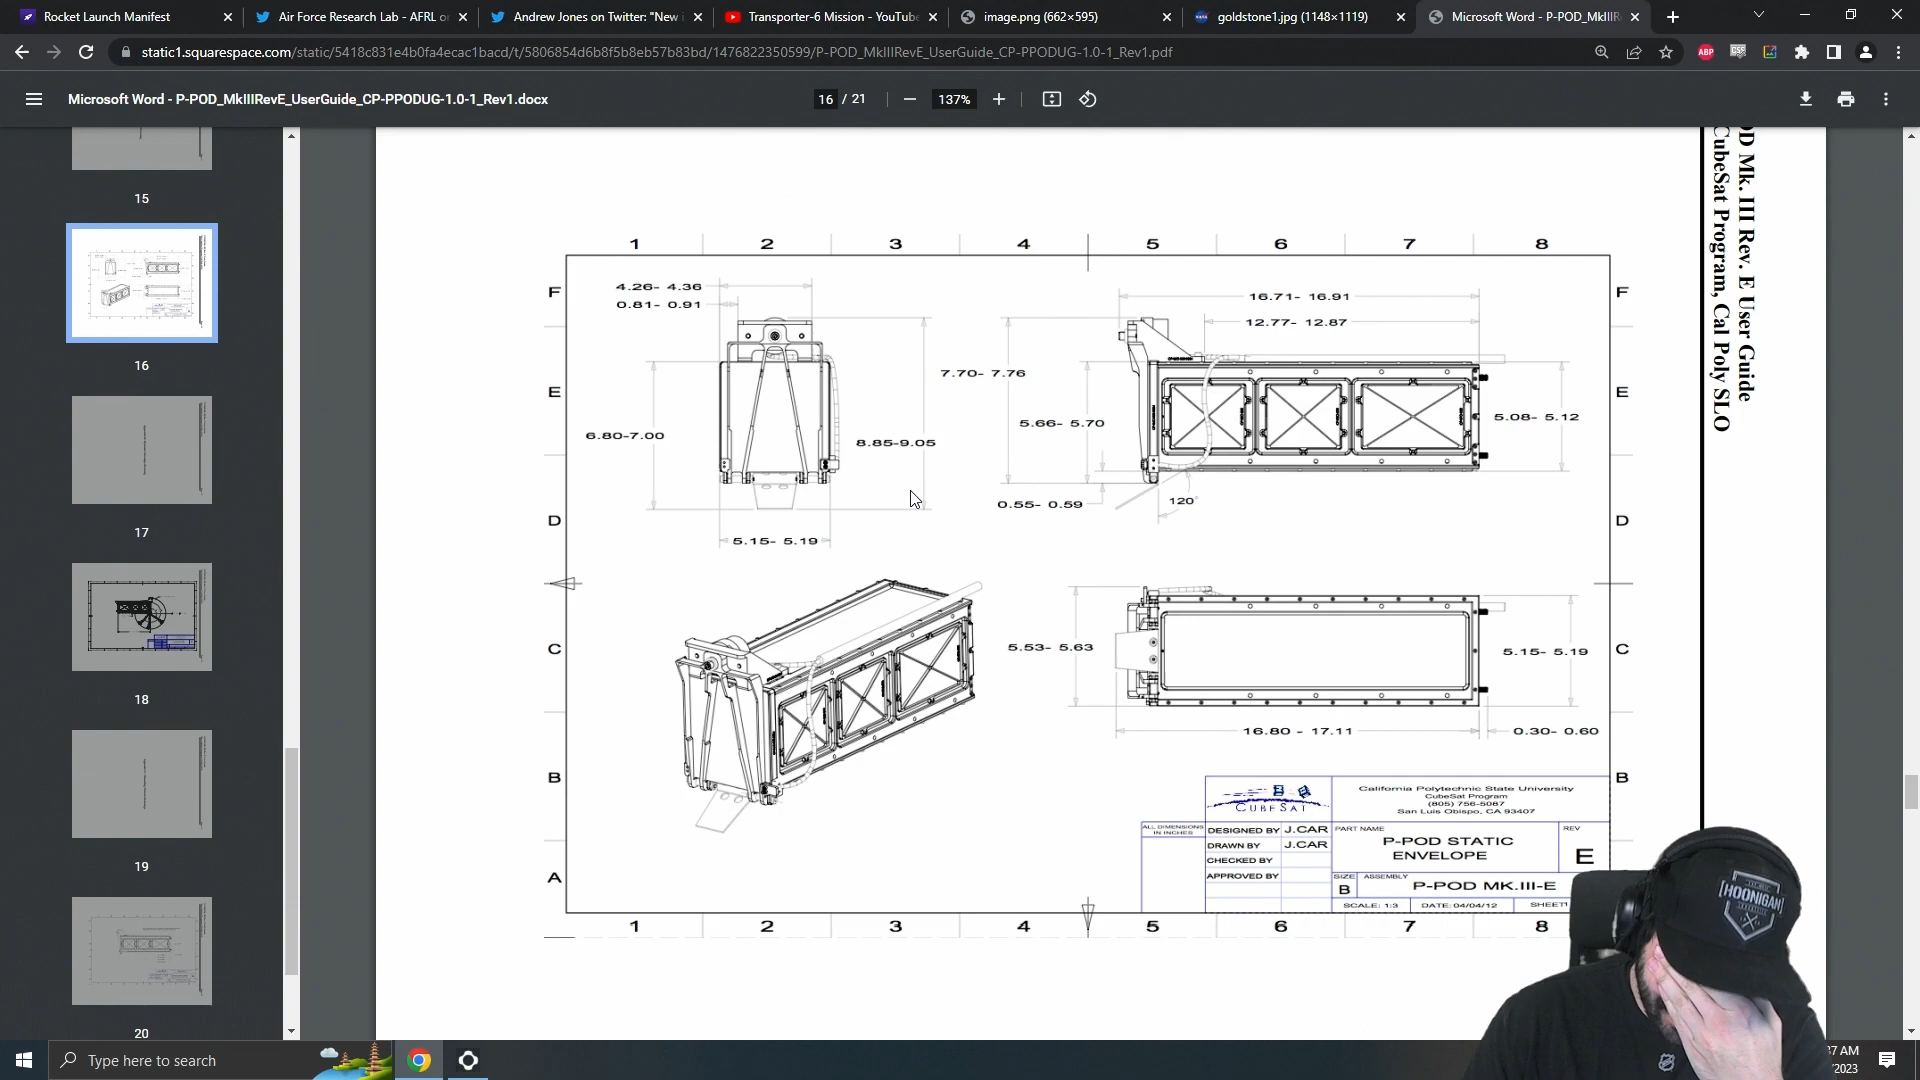 Rocket Launch Manifest
Air Force Research Lab - AFRL or
Andrew Jones on Twitter: "New i
Transporter-6 Mission - YouTube
image.png (662×595)
goldstone1.jpg (1148×1119)
Microsoft Word - P-POD_MkIIIR
static1.squarespace.com/static/5418c831e4b0fa4ecac1bacd/t/5806854d6b8f5b8eb57b83bd/1476822350599/P-POD_MkIIIRevE_UserGuide_CP-PPODUG-1.0-1_Rev1.pdf
ABP
Microsoft Word - P-POD_MkIIIRevE_UserGuide_CP-PPODUG-1.0-1_Rev1.docx
16 / 21
137%
15
16
17
18
19
20
OD Mk. III Rev. E User Guide
CubeSat Program, Cal Poly SLO
1 2 3 4 5 6 7 8
F
F
4.26- 4.36
0.81- 0.91
16.71- 16.91
12.77- 12.87
7.70- 7.76
E
E
6.80-7.00
8.85-9.05
5.66- 5.70
5.08- 5.12
0.55- 0.59
120°
D
D
5.15- 5.19
C
C
5.53- 5.63
5.15- 5.19
16.80 - 17.11
0.30- 0.60
B
B
CUBESAT
California Polytechnic State University
CubeSat Program
(805) 756-5087
San Luis Obispo, CA 93407
ALL DIMENSIONS
IN INCHES
DESIGNED BY J.CAR
DRAWN BY J.CAR
CHECKED BY
APPROVED BY
PART NAME
P-POD STATIC
ENVELOPE
REV
E
SIZE
B
ASSEMBLY
P-POD MK.III-E
SCALE: 1:3
DATE: 04/04/12
SHEET
A
1 2 3 4 5 6 7 8
HOONIGAN
Type here to search
37 AM
/2023